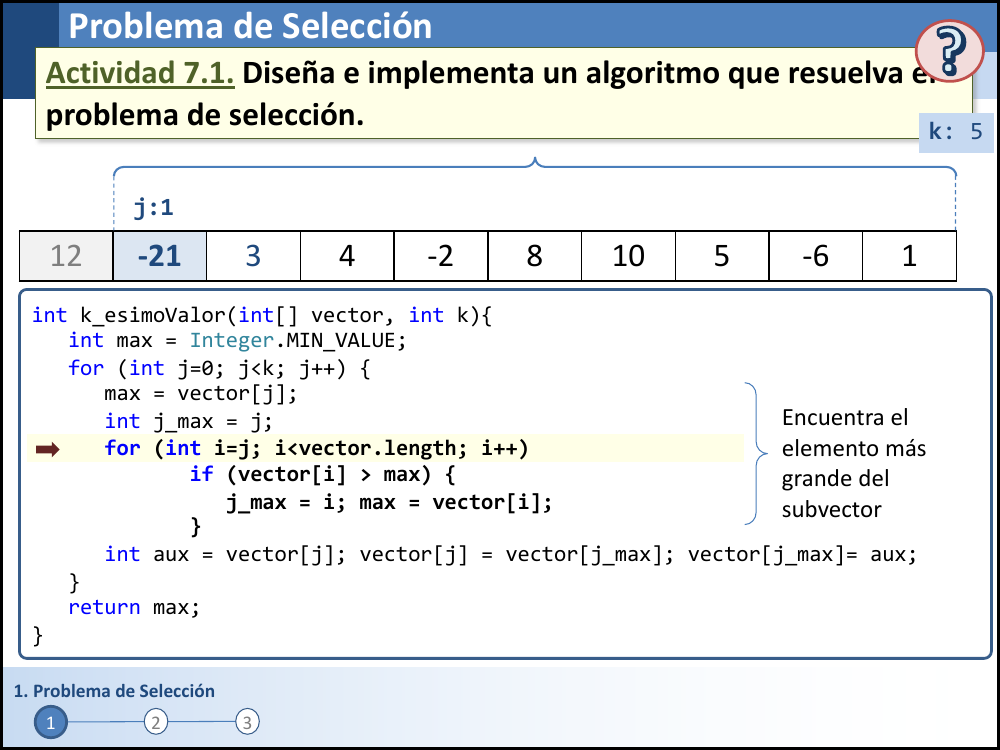 Problema de Selección
?
Actividad 7.1. Diseña e implementa un algoritmo que resuelva el
problema de selección.
k: 5
j:1
12 -21 3 4 -2 8 10 5 -6 1
int k_esimoValor(int[] vector, int k){
int max = Integer.MIN_VALUE;
for (int j=0; j<k; j++) {
max = vector[j];
int j_max = j;
for (int i=j; i<vector.length; i++)
if (vector[i] > max) {
j_max = i; max = vector[i];
}
int aux = vector[j]; vector[j] = vector[j_max]; vector[j_max]= aux;
}
return max;
}
Encuentra el
elemento más
grande del
subvector
1. Problema de Selección
1 2 3